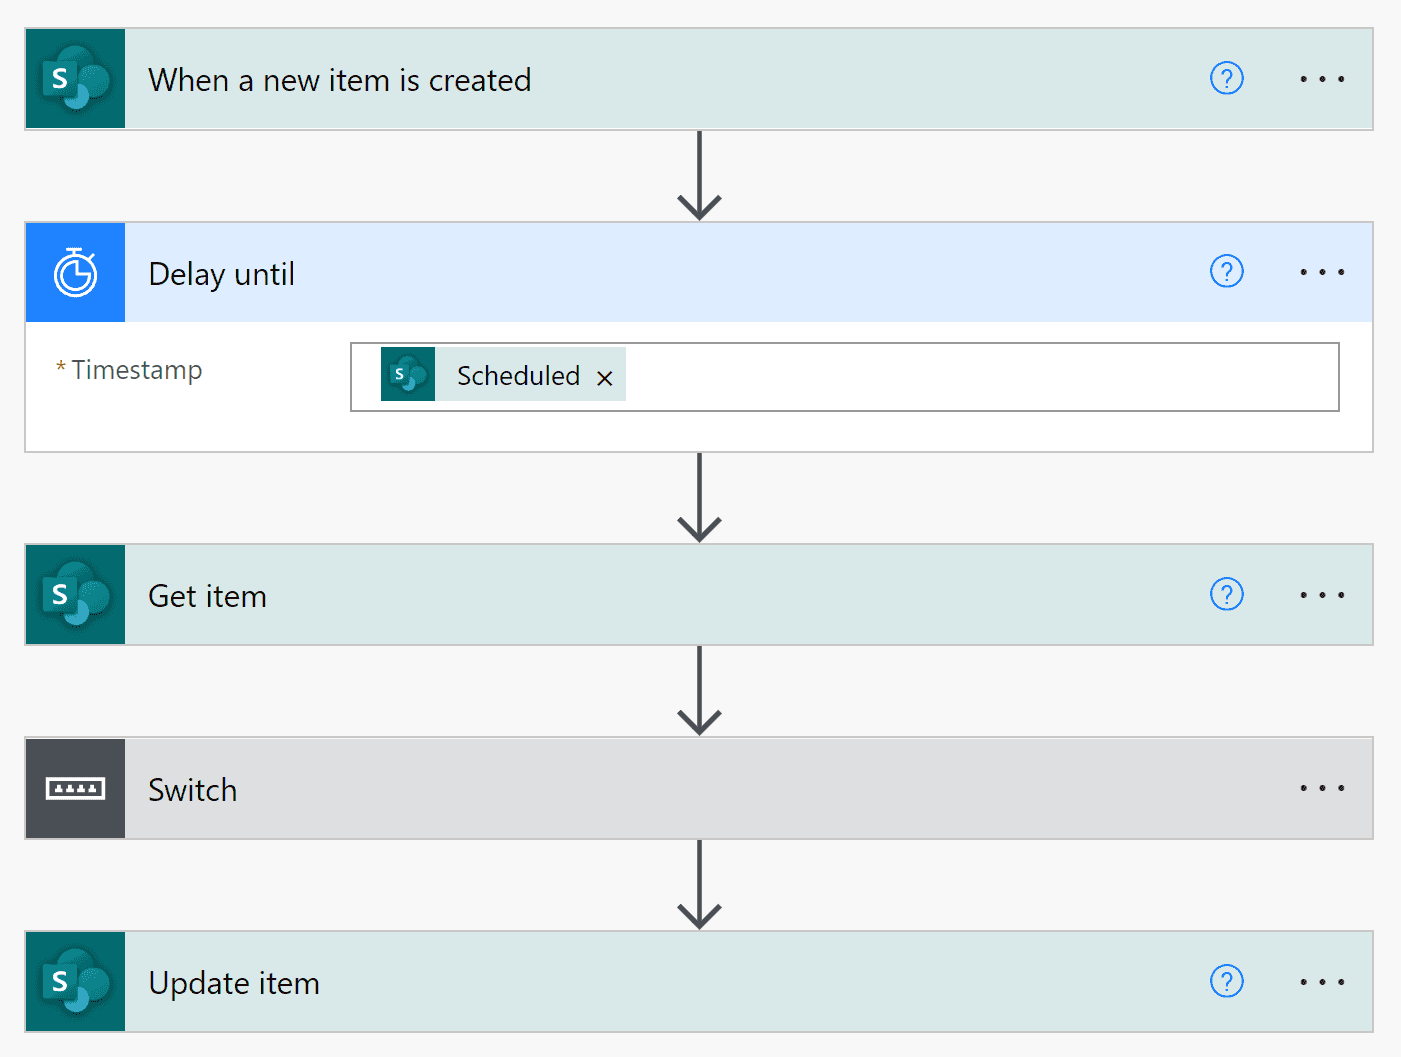 S When a new item is created ?
Delay until ?
* Timestamp S Scheduled ×
S Get item ?
Switch
S Update item ?